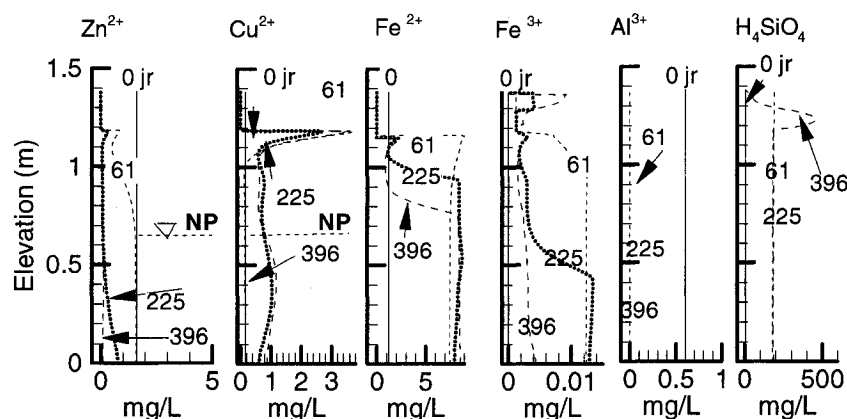 Zn²⁺ Cu²⁺ Fe ²⁺ Fe ³⁺ Al³⁺ H₄SiO₄
1.5 0 jr 0 jr 61 0 0 jr 0 jr
61 61 61 61 61 396
1.0 225 225 225
NP NP
Elevation (m)
396 396 225 225
0.5
225
396 396 396
0
0 5 0 1 3 0 5 0 0.01 0 0.5 1 0 500
mg/L mg/L mg/L mg/L mg/L mg/L